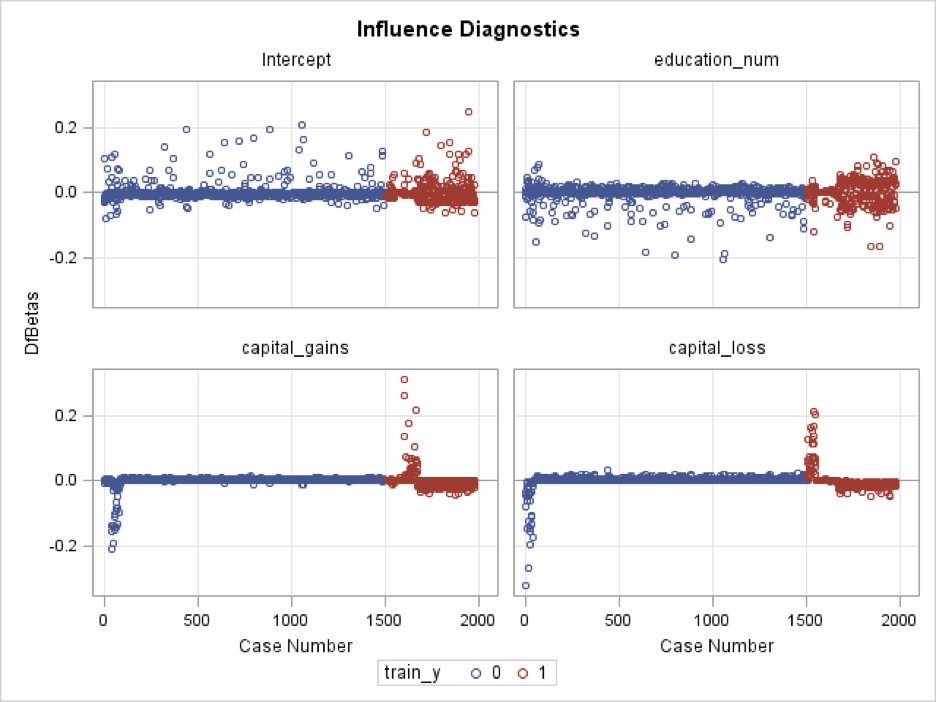 Influence Diagnostics
Intercept
education_num
0.2
0.0
-0.2
DfBetas
capital_gains
capital_loss
0.2
0.0
-0.2
0 500 1000 1500 2000
0 500 1000 1500 2000
Case Number
Case Number
train_y 0 1